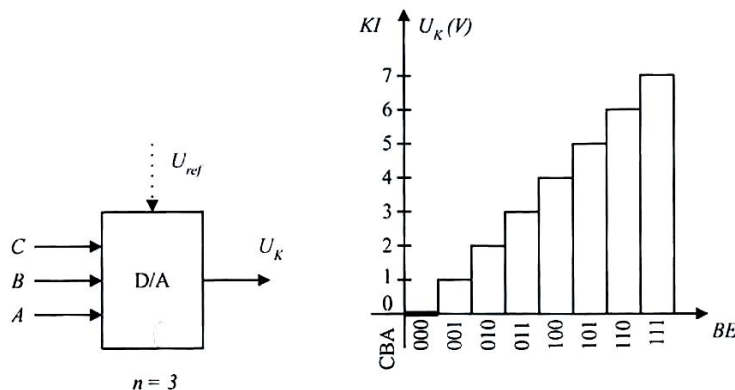 KI U_K(V)
7
6
5
4
3
2
1
0
U_ref
C
B
A
D/A
U_K
n = 3
CBA 000 001 010 011 100 101 110 111 BE